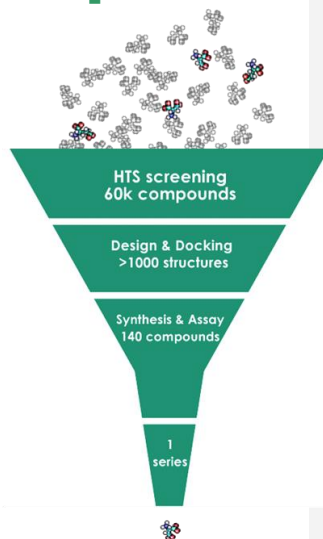 HTS screening
60k compounds
Design & Docking
>1000 structures
Synthesis & Assay
140 compounds
1
series